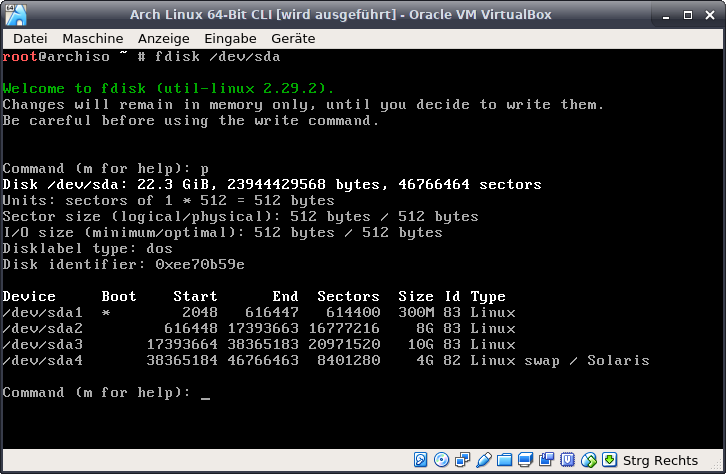 Arch Linux 64-Bit CLI [wird ausgeführt] - Oracle VM VirtualBox
Datei Maschine Anzeige Eingabe Geräte
root@archiso ~ # fdisk /dev/sda
Welcome to fdisk (util-linux 2.29.2).
Changes will remain in memory only, until you decide to write them.
Be careful before using the write command.
Command (m for help): p
Disk /dev/sda: 22.3 GiB, 23944429568 bytes, 46766464 sectors
Units: sectors of 1 * 512 = 512 bytes
Sector size (logical/physical): 512 bytes / 512 bytes
I/O size (minimum/optimal): 512 bytes / 512 bytes
Disklabel type: dos
Disk identifier: 0xee70b59e
Device     Boot    Start      End  Sectors  Size Id Type
/dev/sda1  *        2048   616447   614400  300M 83 Linux
/dev/sda2         616448 17393663 16777216    8G 83 Linux
/dev/sda3       17393664 38365183 20971520   10G 83 Linux
/dev/sda4       38365184 46766463  8401280    4G 82 Linux swap / Solaris
Command (m for help): _
Strg Rechts